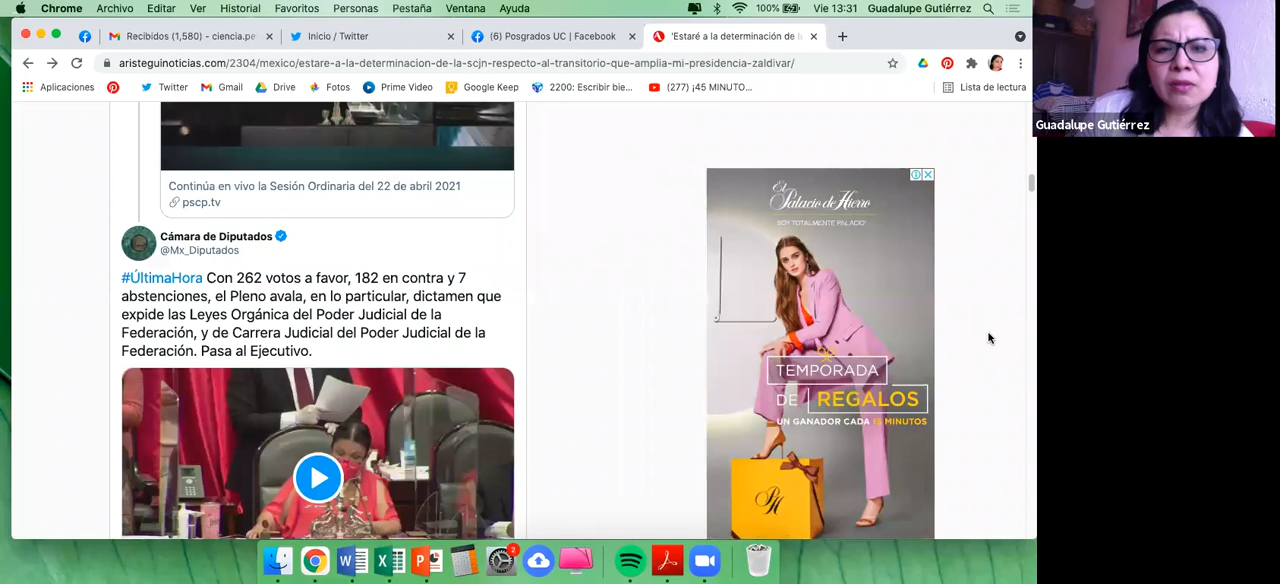 Chrome Archivo Editar Ver Historial Favoritos Personas Pestaña Ventana Ayuda 100% Vie 13:31 Guadalupe Gutiérrez
Recibidos (1,580) - ciencia.pe
Inicio / Twitter
(6) Posgrados UC | Facebook
'Estaré a la determinación de l
aristeguinoticias.com/2304/mexico/estare-a-la-determinacion-de-la-scjn-respecto-al-transitorio-que-amplia-mi-presidencia-zaldivar/
Aplicaciones Twitter Gmail Drive Fotos Prime Video Google Keep 2200: Escribir bie... (277) ¡45 MINUTO... Lista de lectura
Guadalupe Gutiérrez
Continúa en vivo la Sesión Ordinaria del 22 de abril 2021
pscp.tv
Cámara de Diputados
@Mx_Diputados
#ÚltimaHora Con 262 votos a favor, 182 en contra y 7
abstenciones, el Pleno avala, en lo particular, dictamen que
expide las Leyes Orgánica del Poder Judicial de la
Federación, y de Carrera Judicial del Poder Judicial de la
Federación. Pasa al Ejecutivo.
El Palacio de Hierro
SOY TOTALMENTE PALACIO
TEMPORADA
DE REGALOS
UN GANADOR CADA 15 MINUTOS
PH
2